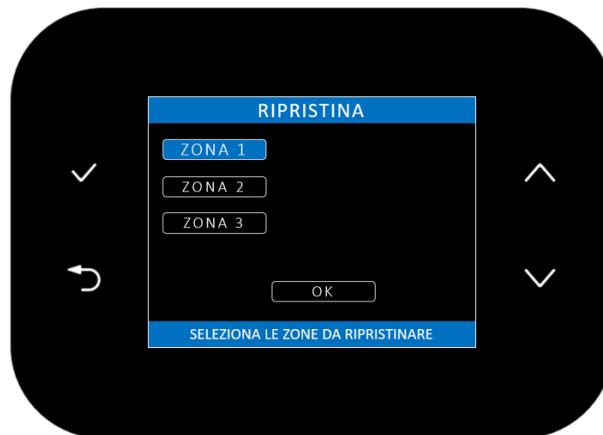 RIPRISTINA
ZONA 1
ZONA 2
ZONA 3
OK
SELEZIONA LE ZONE DA RIPRISTINARE